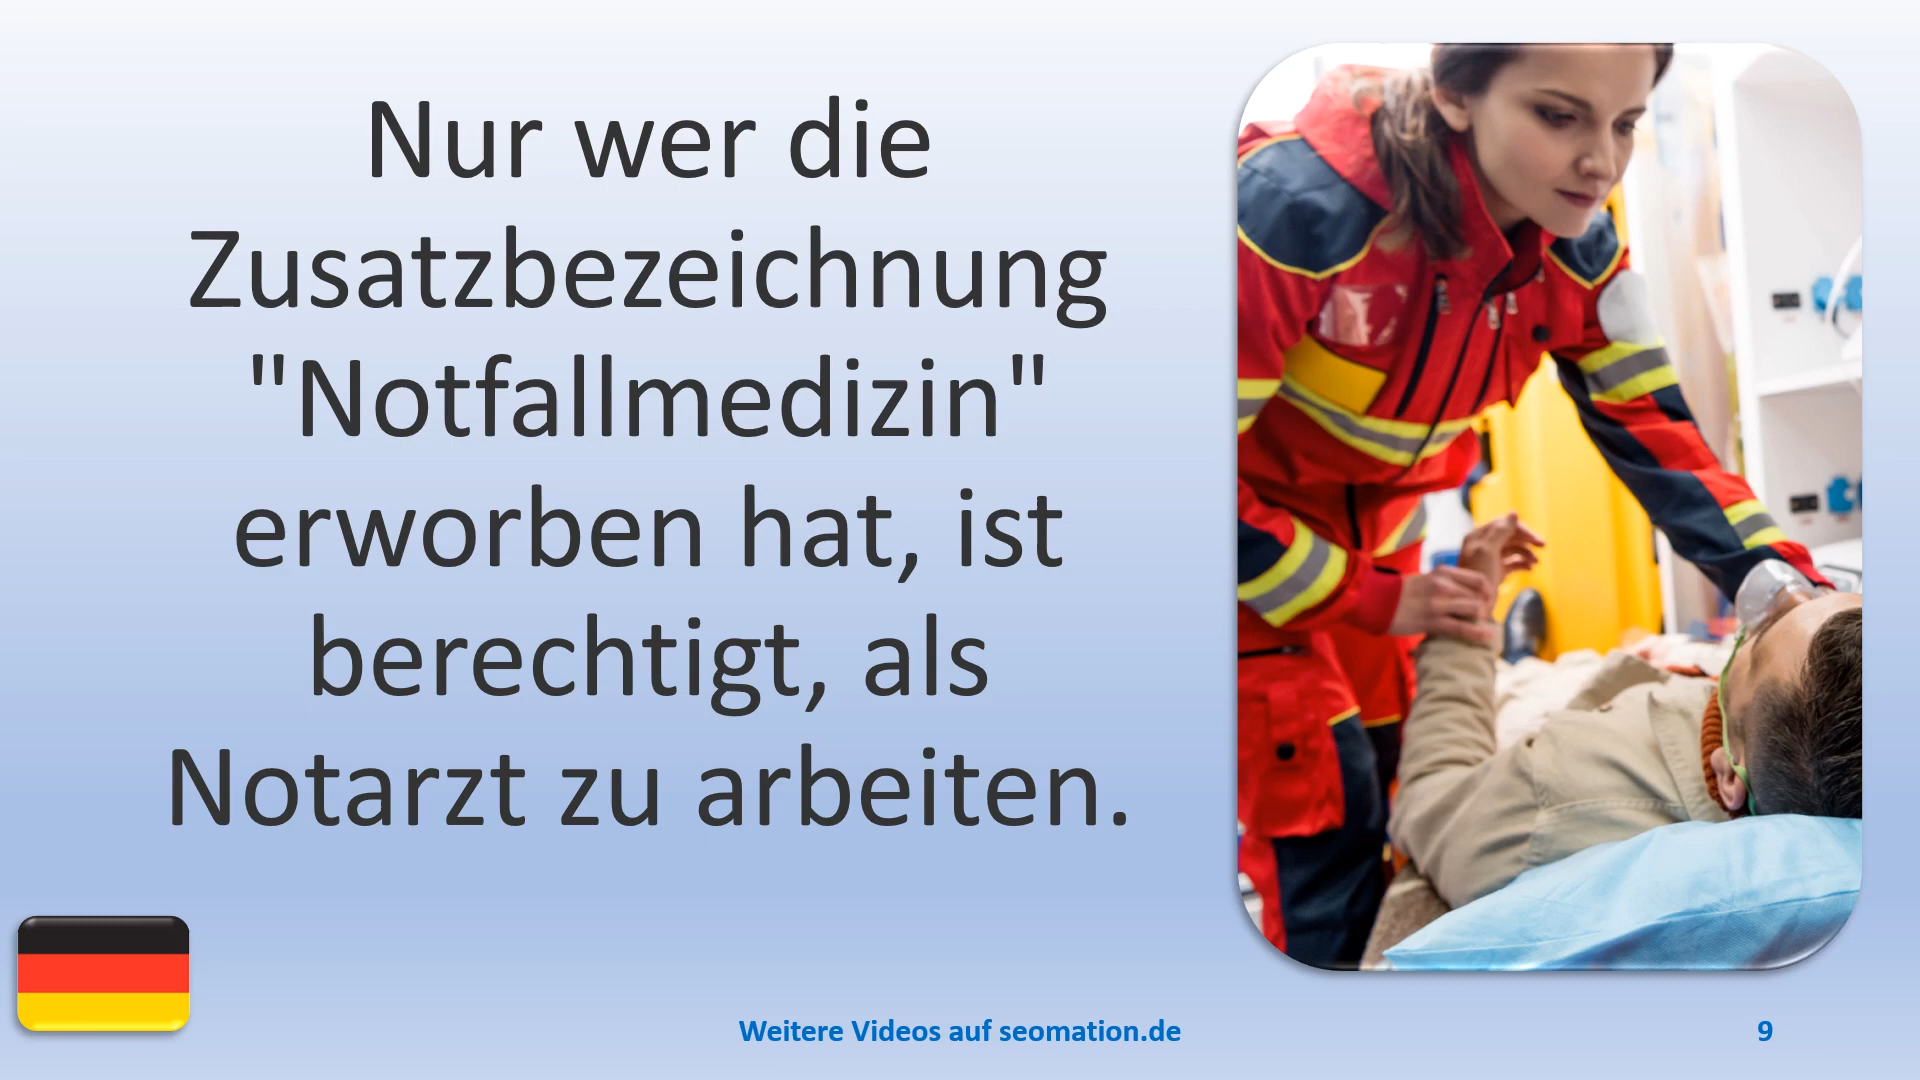 Nur wer die
Zusatzbezeichnung
"Notfallmedizin"
erworben hat, ist
berechtigt, als
Notarzt zu arbeiten.
Weitere Videos auf seomation.de
9